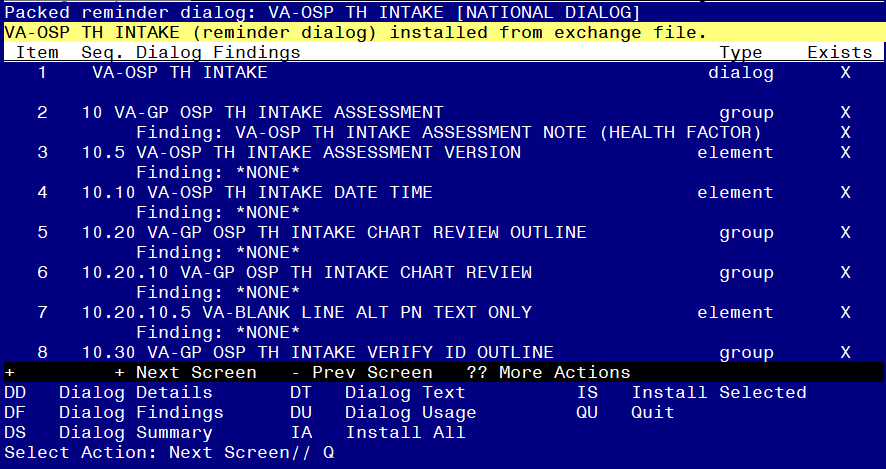 Packed reminder dialog: VA-OSP TH INTAKE [NATIONAL DIALOG]
VA-OSP TH INTAKE (reminder dialog) installed from exchange file.
Item Seq. Dialog Findings Type Exists
1 VA-OSP TH INTAKE dialog X
2 10 VA-GP OSP TH INTAKE ASSESSMENT group X
Finding: VA-OSP TH INTAKE ASSESSMENT NOTE (HEALTH FACTOR) X
3 10.5 VA-OSP TH INTAKE ASSESSMENT VERSION element X
Finding: *NONE*
4 10.10 VA-OSP TH INTAKE DATE TIME element X
Finding: *NONE*
5 10.20 VA-GP OSP TH INTAKE CHART REVIEW OUTLINE group X
Finding: *NONE*
6 10.20.10 VA-GP OSP TH INTAKE CHART REVIEW group X
Finding: *NONE*
7 10.20.10.5 VA-BLANK LINE ALT PN TEXT ONLY element X
Finding: *NONE*
8 10.30 VA-GP OSP TH INTAKE VERIFY ID OUTLINE group X
+ + Next Screen - Prev Screen ?? More Actions
DD Dialog Details DT Dialog Text IS Install Selected
DF Dialog Findings DU Dialog Usage QU Quit
DS Dialog Summary IA Install All
Select Action: Next Screen// Q